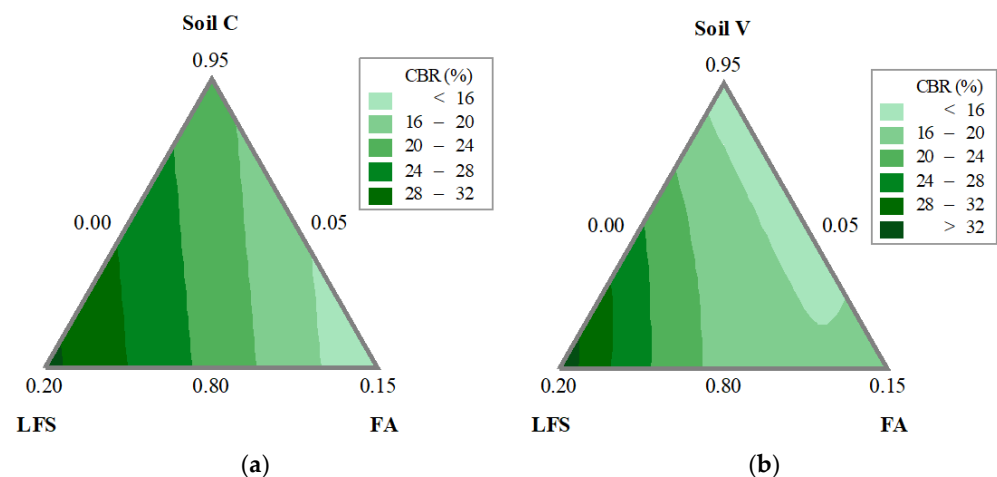 Soil C
0.95
CBR (%)
< 16
16 – 20
20 – 24
24 – 28
28 – 32
0.00
0.05
0.20
0.80
0.15
LFS
FA
(a)
Soil V
0.95
CBR (%)
< 16
16 – 20
20 – 24
24 – 28
28 – 32
> 32
0.00
0.05
0.20
0.80
0.15
LFS
FA
(b)